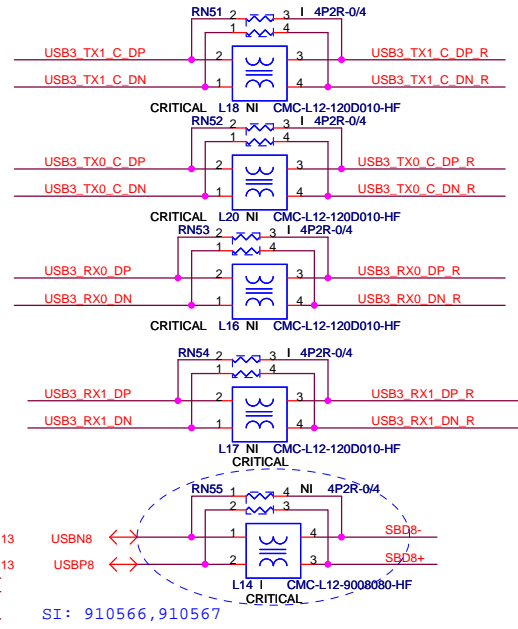 RN51 2 3 I 4P2R-0/4
1 4
USB3_TX1_C_DP 2 3 USB3_TX1_C_DP_R
USB3_TX1_C_DN 1 4 USB3_TX1_C_DN_R
CRITICAL L18 NI CMC-L12-120D010-HF
RN52 2 3 I 4P2R-0/4
1 4
USB3_TX0_C_DP 2 3 USB3_TX0_C_DP_R
USB3_TX0_C_DN 1 4 USB3_TX0_C_DN_R
CRITICAL L20 NI CMC-L12-120D010-HF
RN53 2 3 I 4P2R-0/4
1 4
USB3_RX0_DP 2 3 USB3_RX0_DP_R
USB3_RX0_DN 1 4 USB3_RX0_DN_R
CRITICAL L16 NI CMC-L12-120D010-HF
RN54 2 3 I 4P2R-0/4
1 4
USB3_RX1_DP 2 3 USB3_RX1_DP_R
USB3_RX1_DN 1 4 USB3_RX1_DN_R
L17 NI CMC-L12-120D010-HF
CRITICAL
RN55 1 4 NI 4P2R-0/4
2 3
13 USBN8 1 4 SBD8-
13 USBP8 2 3 SBD8+
L14 I CMC-L12-9008080-HF
CRITICAL
SI: 910566,910567